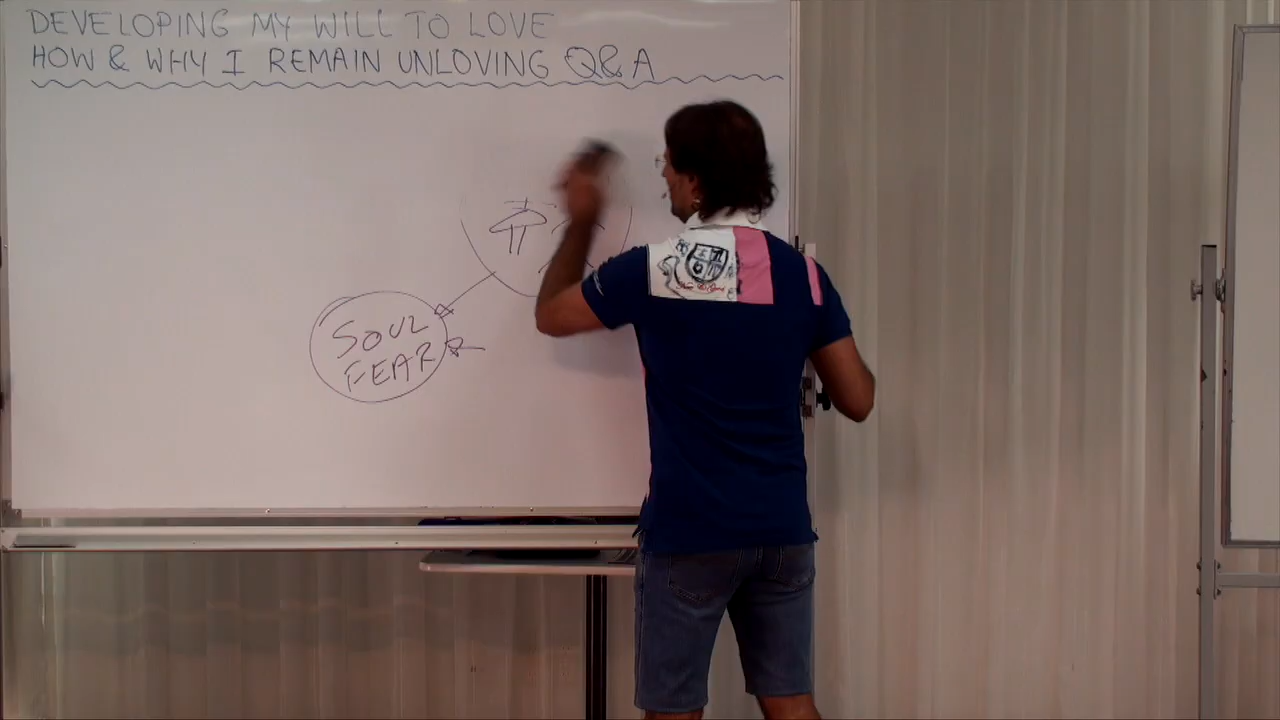 DEVELOPING MY WILL TO LOVE
HOW & WHY I REMAIN UNLOVING Q&A
SOUL
FEAR